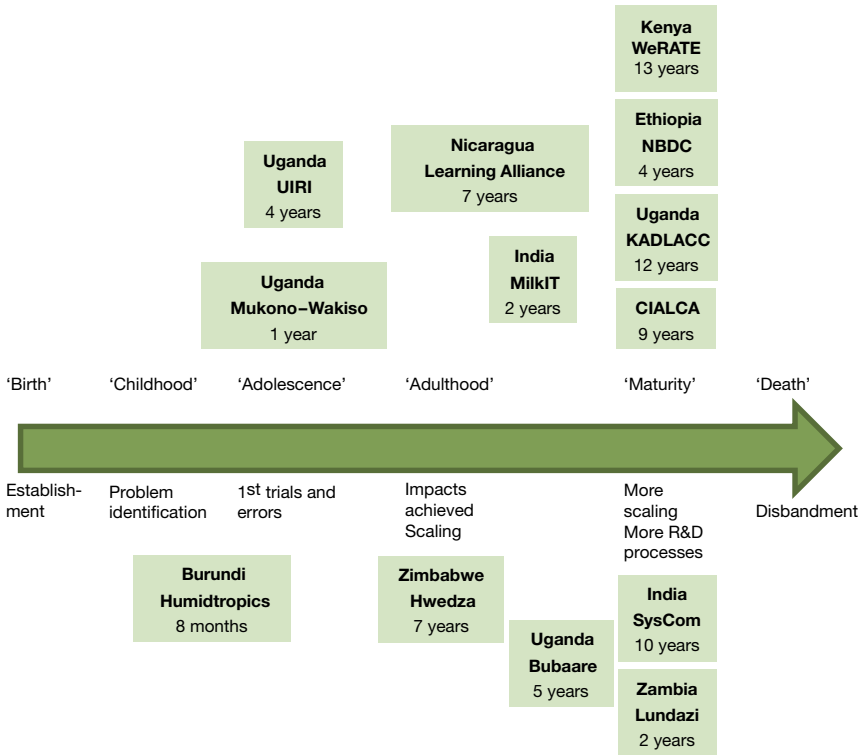 Kenya
WeRATE
13 years
Ethiopia
NBDC
4 years
Uganda
UIRI
4 years
Nicaragua
Learning Alliance
7 years
Uganda
KADLACC
12 years
India
MilkIT
2 years
Uganda
Mukono–Wakiso
1 year
CIALCA
9 years
‘Birth’
‘Childhood’
‘Adolescence’
‘Adulthood’
‘Maturity’
‘Death’
Establish-
ment
Problem
identification
1st trials and
errors
Impacts
achieved
Scaling
More
scaling
More R&D
processes
Disbandment
Burundi
Humidtropics
8 months
Zimbabwe
Hwedza
7 years
Uganda
Bubaare
5 years
India
SysCom
10 years
Zambia
Lundazi
2 years